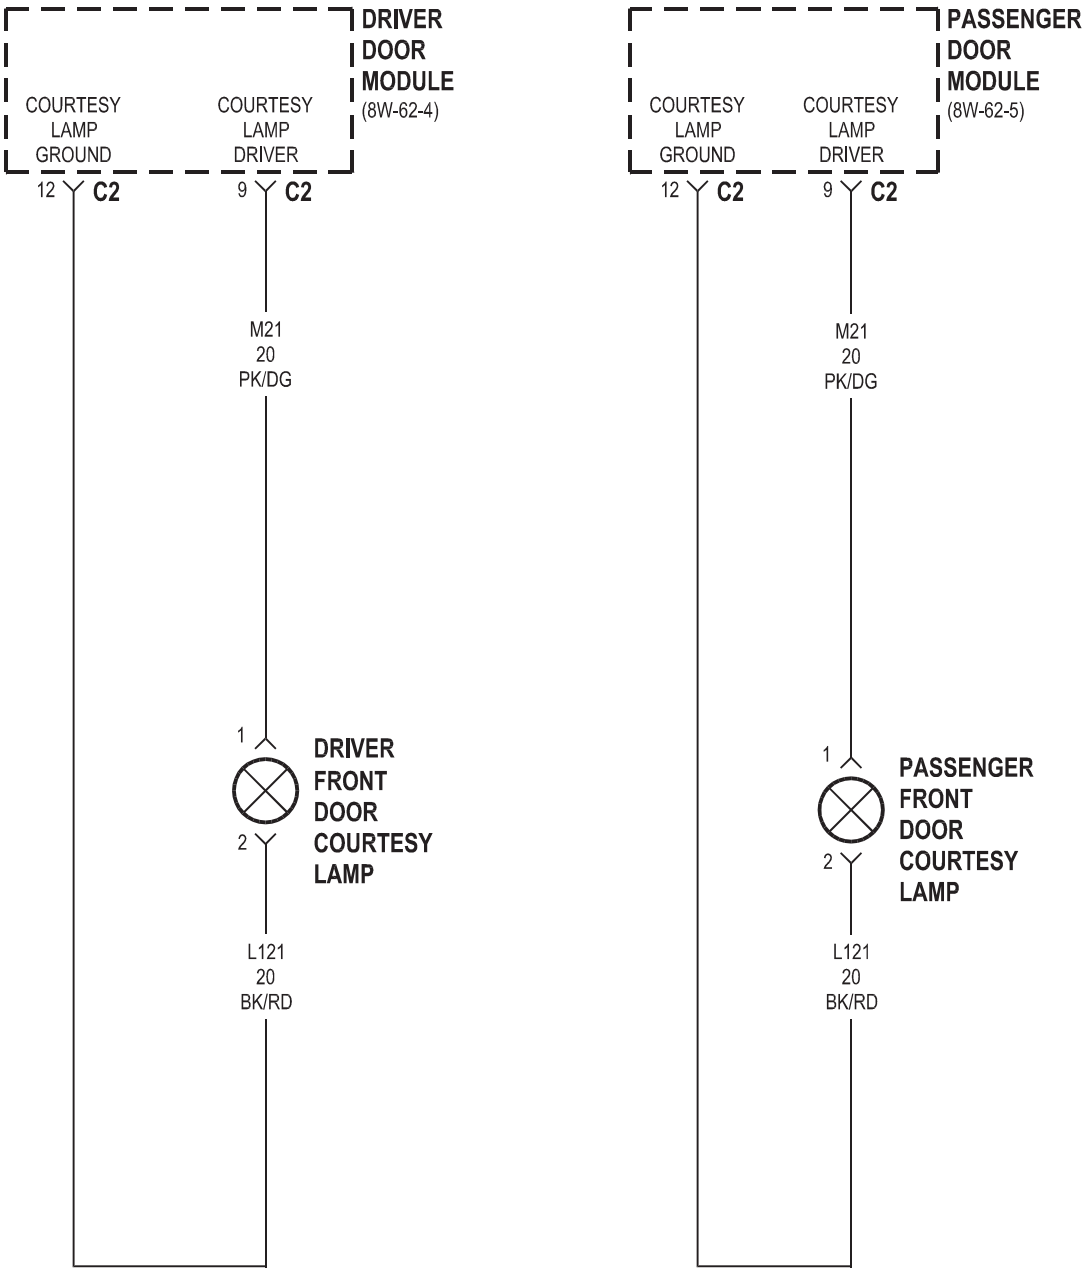 DRIVER
DOOR
MODULE
(8W-62-4)
COURTESY
LAMP
GROUND
COURTESY
LAMP
DRIVER
12 C2
9 C2
M21
20
PK/DG
1
DRIVER
FRONT
DOOR
COURTESY
LAMP
2
L121
20
BK/RD
PASSENGER
DOOR
MODULE
(8W-62-5)
COURTESY
LAMP
GROUND
COURTESY
LAMP
DRIVER
12 C2
9 C2
M21
20
PK/DG
1
PASSENGER
FRONT
DOOR
COURTESY
LAMP
2
L121
20
BK/RD